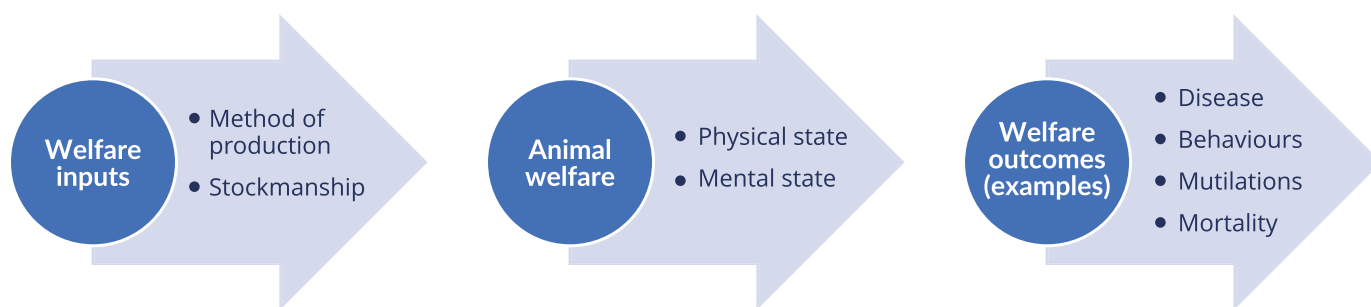 Welfare
inputs
• Method of
production
• Stockmanship
Animal
welfare
• Physical state
• Mental state
Welfare
outcomes
(examples)
• Disease
• Behaviours
• Mutilations
• Mortality